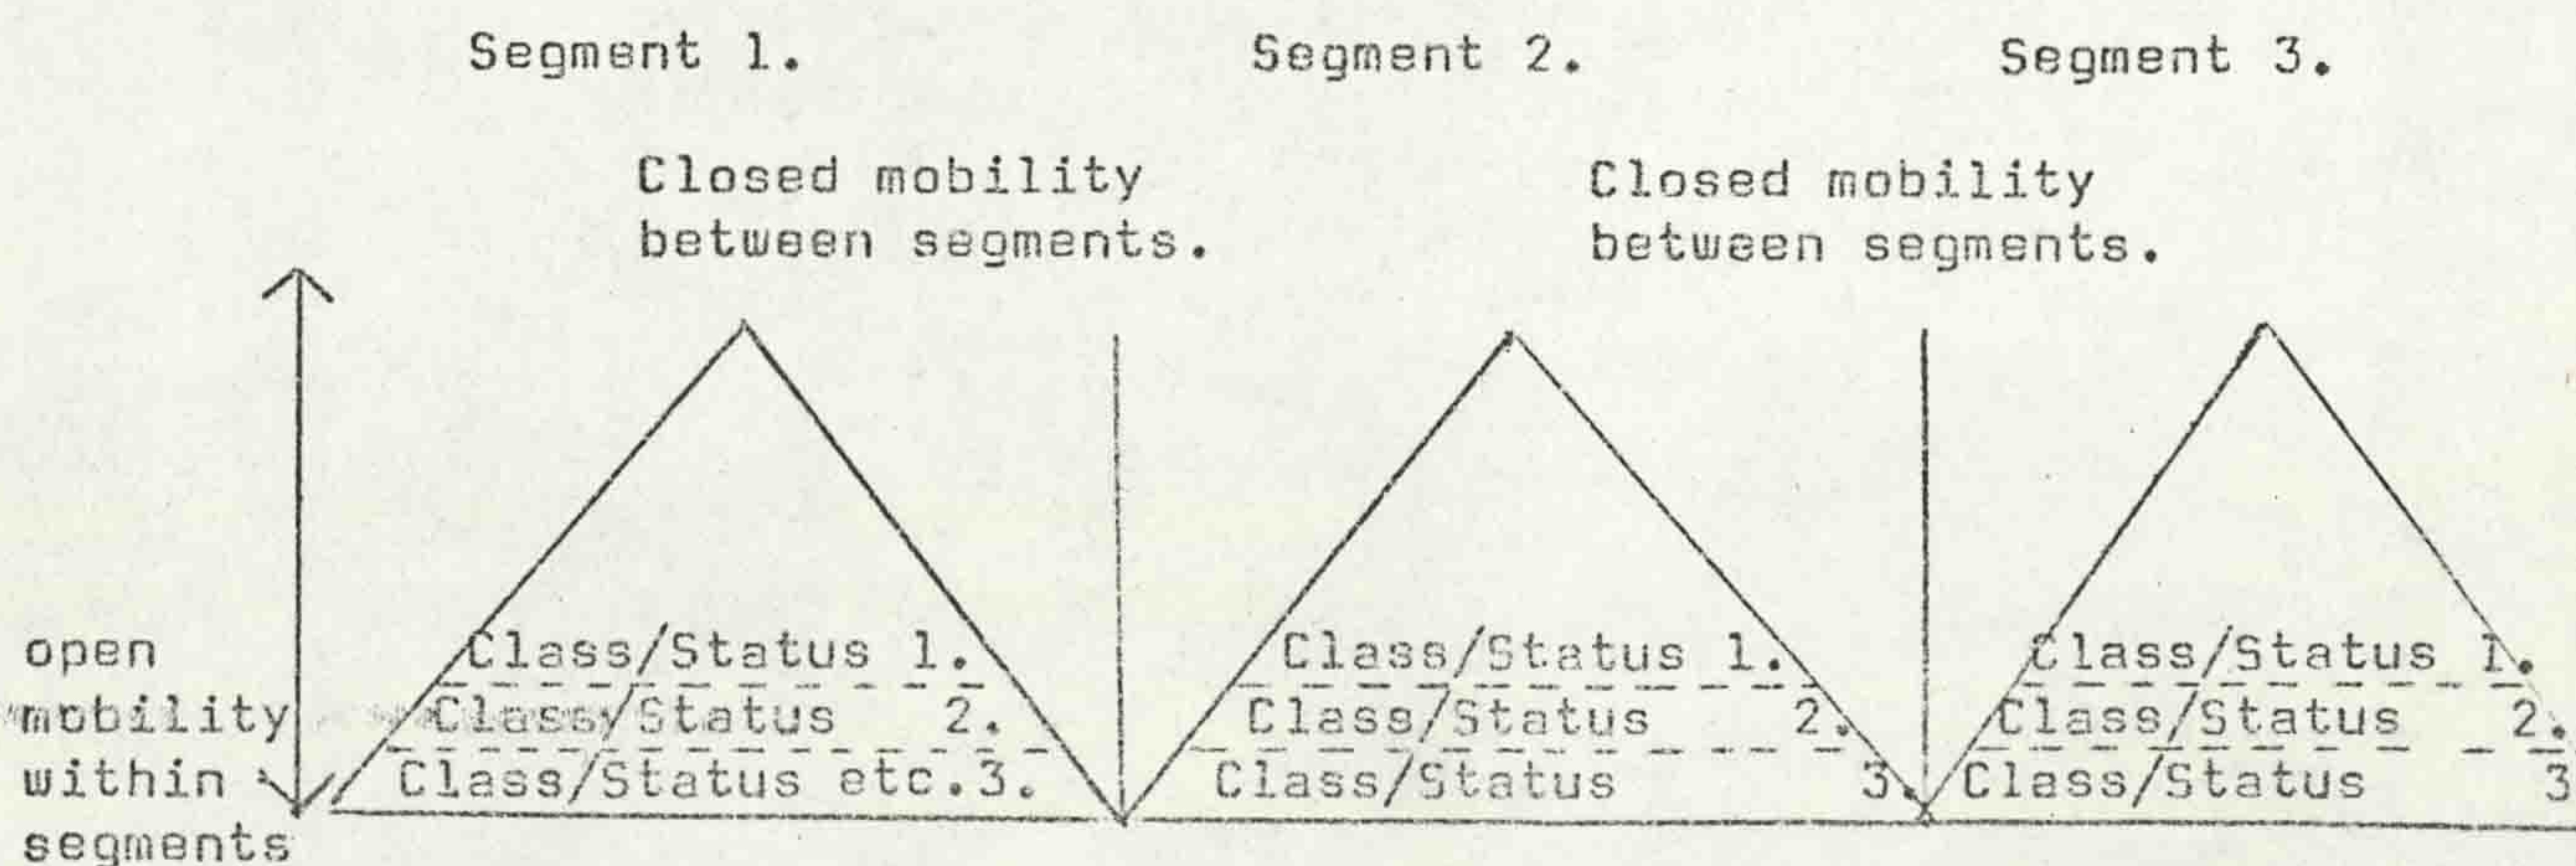 Segment 1. Segment 2. Segment 3.
Closed mobility Closed mobility
between segments. between segments.
open
mobility
within
segments
Class/Status 1.
Class/Status 2.
Class/Status etc.3.
Class/Status 1.
Class/Status 2.
Class/Status 3.
Class/Status 1.
Class/Status 2.
Class/Status 3